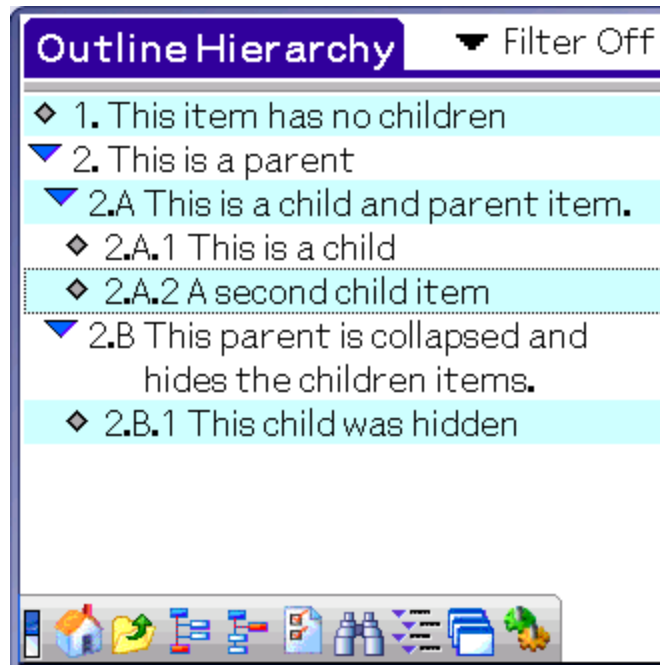 Outline Hierarchy
Filter Off
1. This item has no children
2. This is a parent
2.A This is a child and parent item.
2.A.1 This is a child
2.A.2 A second child item
2.B This parent is collapsed and
hides the children items.
2.B.1 This child was hidden